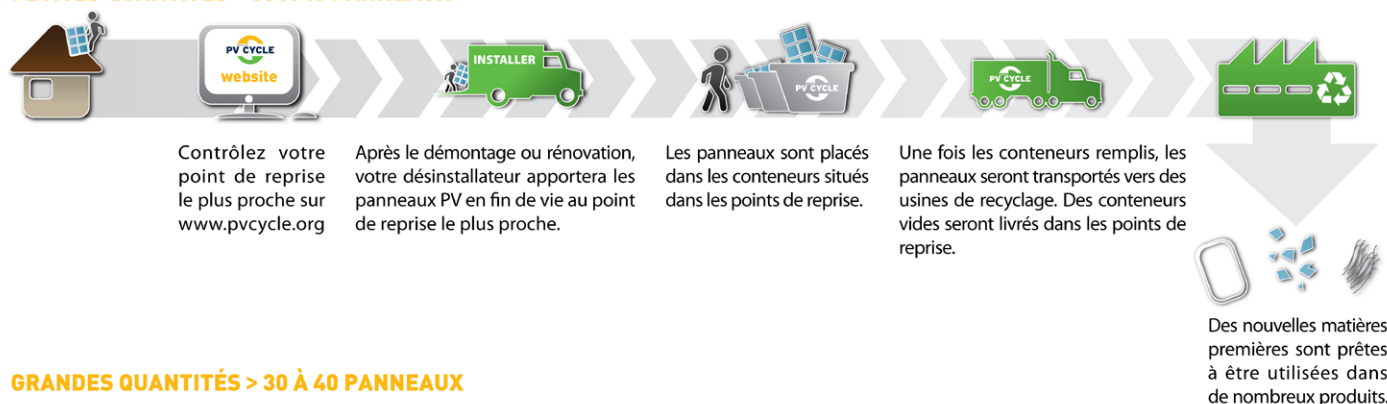 PV CYCLE
website
INSTALLER
PV CYCLE
PV CYCLE
Contrôlez votre
point de reprise
le plus proche sur
www.pvcycle.org
Après le démontage ou rénovation,
votre désinstallateur apportera les
panneaux PV en fin de vie au point
de reprise le plus proche.
Les panneaux sont placés
dans les conteneurs situés
dans les points de reprise.
Une fois les conteneurs remplis, les
panneaux seront transportés vers des
usines de recyclage. Des conteneurs
vides seront livrés dans les points de
reprise.
Des nouvelles matières
premières sont prêtes
à être utilisées dans
de nombreux produits.
GRANDES QUANTITÉS > 30 À 40 PANNEAUX